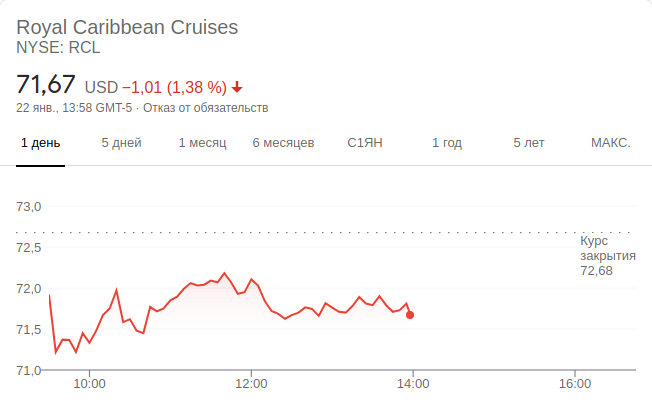 Royal Caribbean Cruises
NYSE: RCL
71,67 USD −1,01 (1,38 %)
22 янв., 13:58 GMT-5 · Отказ от обязательств
1 день 5 дней 1 месяц 6 месяцев С1ЯН 1 год 5 лет МАКС.
73,0
Курс
72,5
закрытия
72,68
72,0
71,5
71,0
10:00 12:00 14:00 16:00